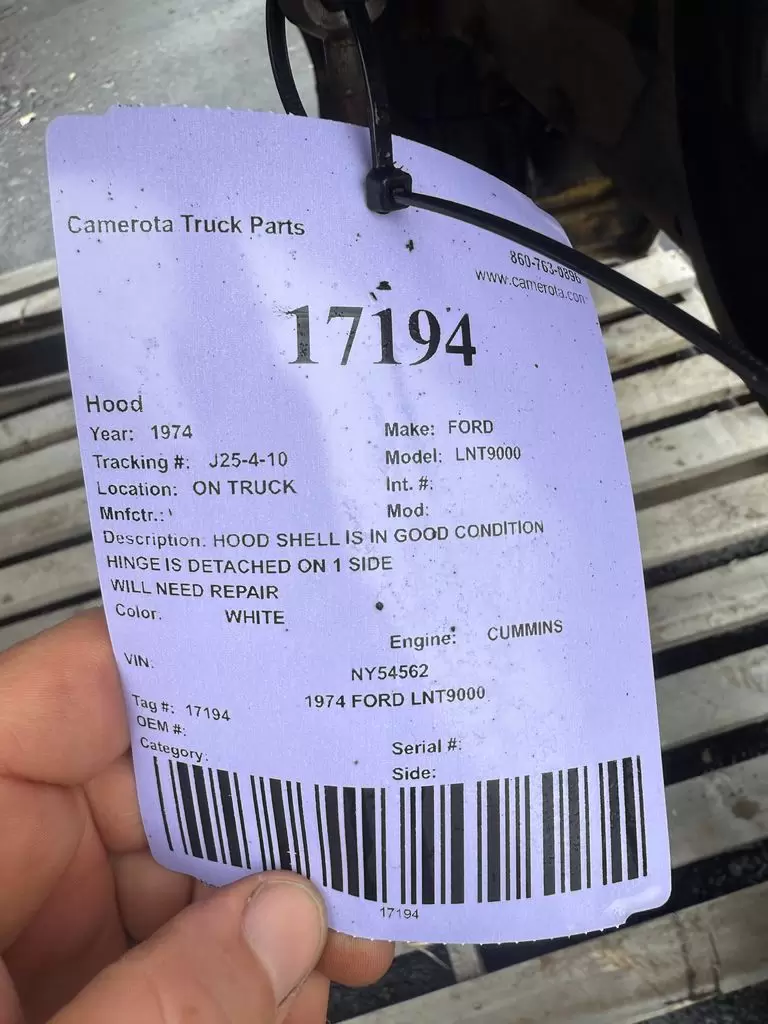 Camerota Truck Parts
860-763-0896
www.camerota.com
17194
Hood
Year: 1974 Make: FORD
Tracking #: J25-4-10 Model: LNT9000
Location: ON TRUCK Int. #:
Mnfctr.: Mod:
Description: HOOD SHELL IS IN GOOD CONDITION
HINGE IS DETACHED ON 1 SIDE
WILL NEED REPAIR
Color: WHITE
Engine: CUMMINS
VIN: NY54562
1974 FORD LNT9000
Tag #: 17194
OEM #:
Category: Serial #:
Side:
17194